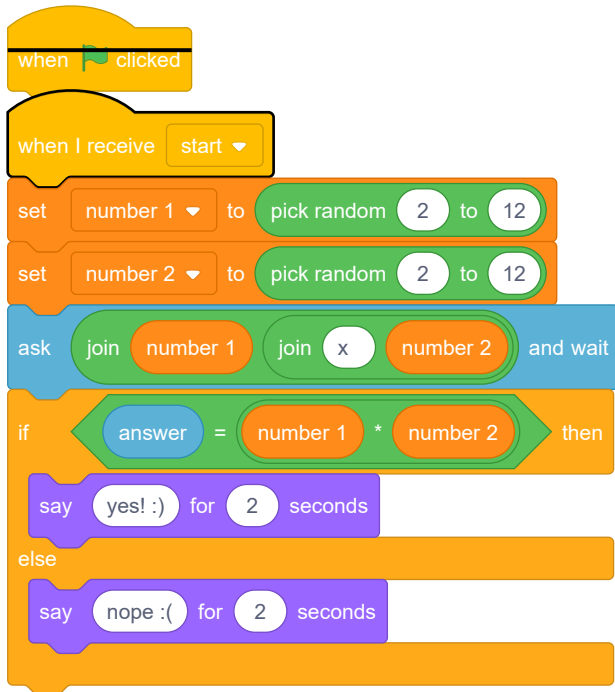 when clicked
when I receive start
set number 1 to pick random 2 to 12
set number 2 to pick random 2 to 12
ask join number 1 join x number 2 and wait
if answer = number 1 * number 2 then
say yes! :) for 2 seconds
else
say nope :( for 2 seconds